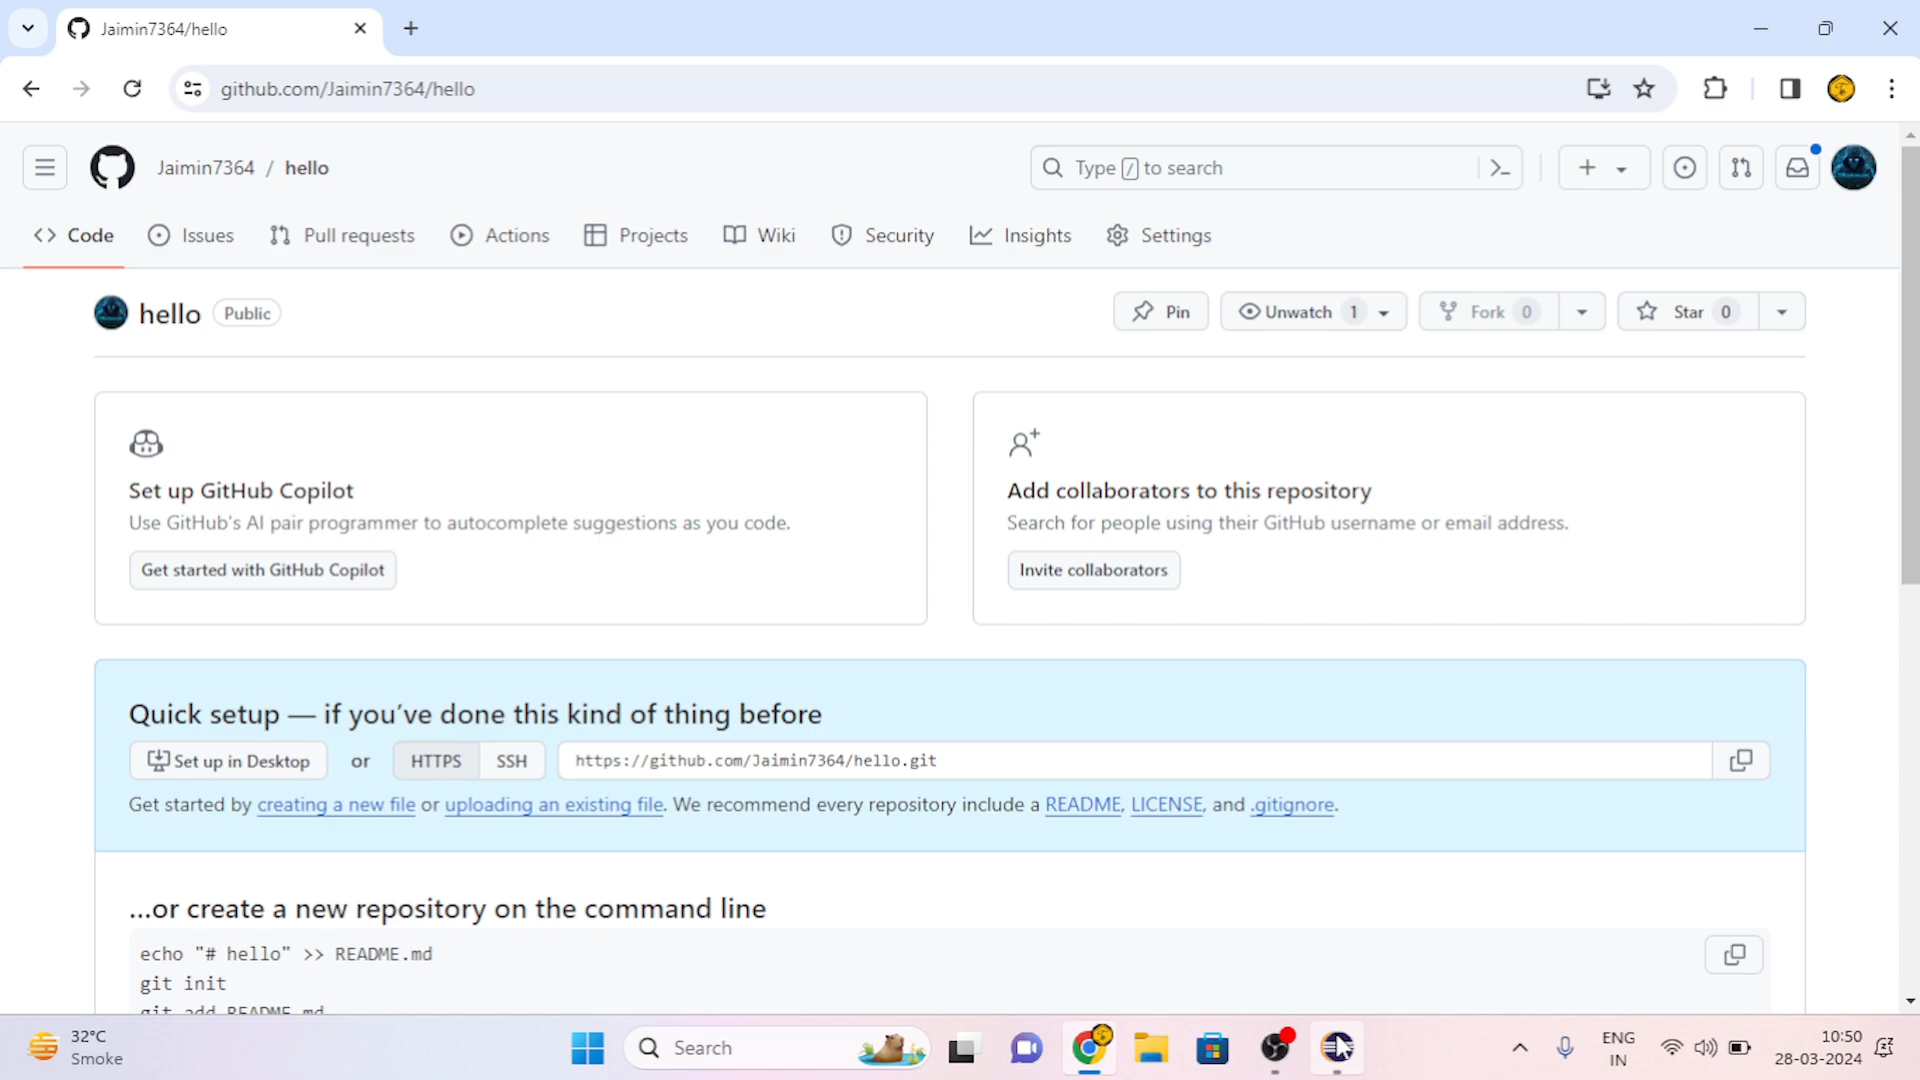 Jaimin7364/hello
github.com/Jaimin7364/hello
Jaimin7364 / hello
Type / to search
Code Issues Pull requests Actions Projects Wiki Security Insights Settings
hello Public
Pin Unwatch 1 Fork 0 Star 0
Set up GitHub Copilot
Use GitHub's AI pair programmer to autocomplete suggestions as you code.
Get started with GitHub Copilot
Add collaborators to this repository
Search for people using their GitHub username or email address.
Invite collaborators
Quick setup — if you've done this kind of thing before
Set up in Desktop or HTTPS SSH https://github.com/Jaimin7364/hello.git
Get started by creating a new file or uploading an existing file. We recommend every repository include a README, LICENSE, and .gitignore.
...or create a new repository on the command line
echo "# hello" >> README.md
git init
git add README.md
32°C
Smoke
Search
ENG
IN
10:50
28-03-2024